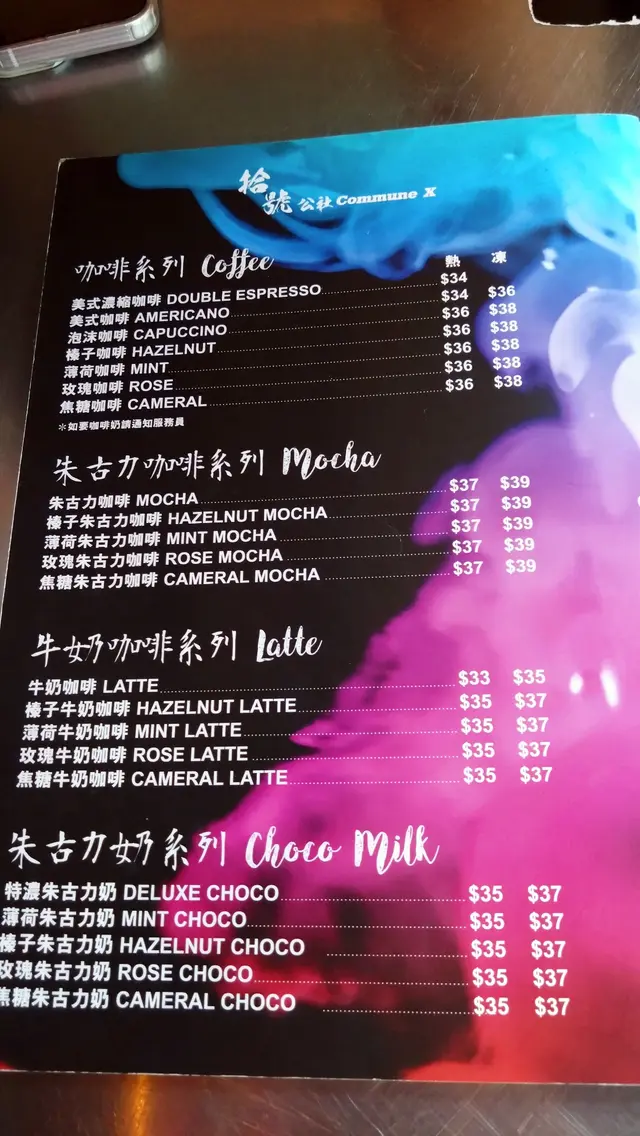 拾號公社 Commune X
咖啡系列 Coffee 熱 凍
美式濃縮咖啡 DOUBLE ESPRESSO $34
美式咖啡 AMERICANO $34 $36
泡沫咖啡 CAPUCCINO $36 $38
榛子咖啡 HAZELNUT $36 $38
薄荷咖啡 MINT $36 $38
玫瑰咖啡 ROSE $36 $38
焦糖咖啡 CAMERAL $36 $38
*如要咖啡奶請通知服務員
朱古力咖啡系列 Mocha
朱古力咖啡 MOCHA $37 $39
榛子朱古力咖啡 HAZELNUT MOCHA $37 $39
薄荷朱古力咖啡 MINT MOCHA $37 $39
玫瑰朱古力咖啡 ROSE MOCHA $37 $39
焦糖朱古力咖啡 CAMERAL MOCHA $37 $39
牛奶咖啡系列 Latte
牛奶咖啡 LATTE $33 $35
榛子牛奶咖啡 HAZELNUT LATTE $35 $37
薄荷牛奶咖啡 MINT LATTE $35 $37
玫瑰牛奶咖啡 ROSE LATTE $35 $37
焦糖牛奶咖啡 CAMERAL LATTE $35 $37
朱古力奶系列 Choco Milk
特濃朱古力奶 DELUXE CHOCO $35 $37
薄荷朱古力奶 MINT CHOCO $35 $37
榛子朱古力奶 HAZELNUT CHOCO $35 $37
玫瑰朱古力奶 ROSE CHOCO $35 $37
焦糖朱古力奶 CAMERAL CHOCO $35 $37